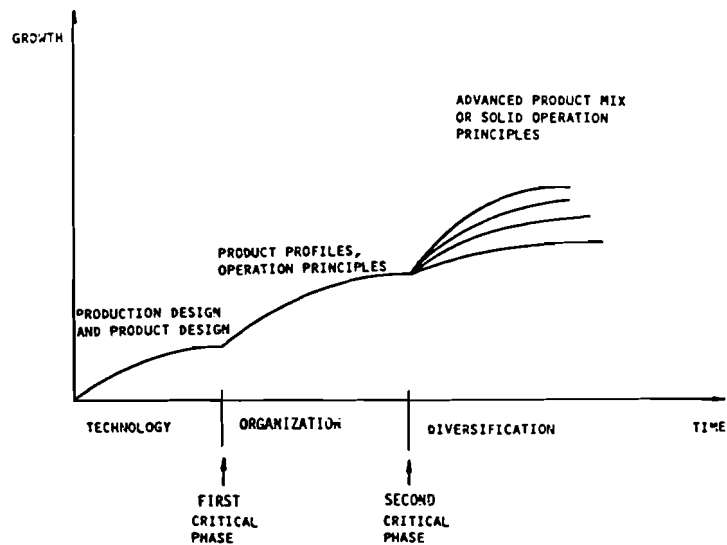 GROWTH
ADVANCED PRODUCT MIX
OR SOLID OPERATION
PRINCIPLES
PRODUCT PROFILES,
OPERATION PRINCIPLES
PRODUCTION DESIGN
AND PRODUCT DESIGN
TECHNOLOGY
ORGANIZATION
DIVERSIFICATION
TIME
FIRST
CRITICAL
PHASE
SECOND
CRITICAL
PHASE